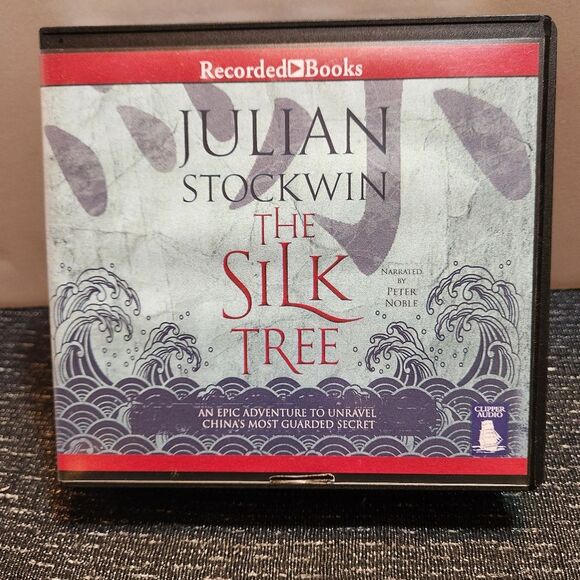 Recorded Books
JULIAN
STOCKWIN
THE
SILK
TREE
NARRATED
BY
PETER
NOBLE
AN EPIC ADVENTURE TO UNRAVEL
CHINA'S MOST GUARDED SECRET
CLIPPER
AUDIO